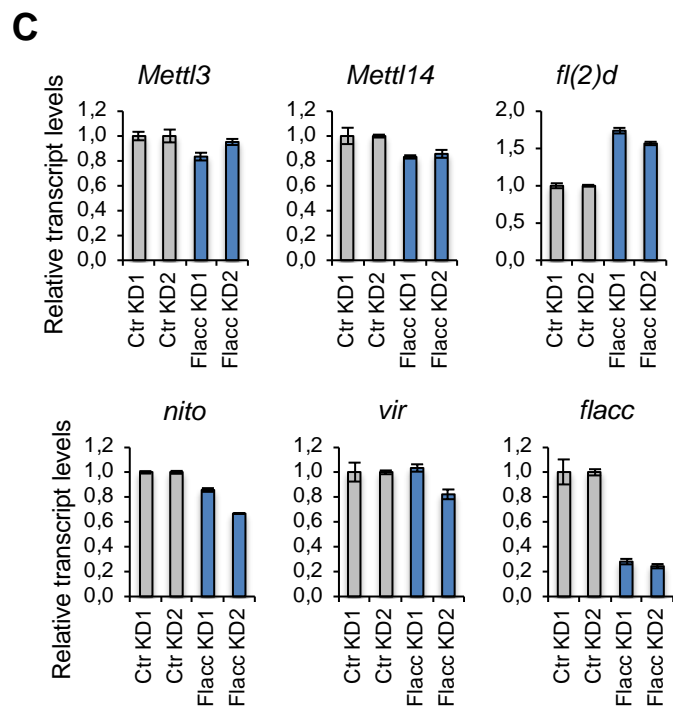 C
Mettl3
Mettl14
fl(2)d
Relative transcript levels
1,2
1,0
0,8
0,6
0,4
0,2
0,0
Ctr KD1
Ctr KD2
Flacc KD1
Flacc KD2
1,2
1,0
0,8
0,6
0,4
0,2
0,0
Ctr KD1
Ctr KD2
Flacc KD1
Flacc KD2
2,0
1,5
1,0
0,5
0,0
Ctr KD1
Ctr KD2
Flacc KD1
Flacc KD2
nito
vir
flacc
Relative transcript levels
1,2
1,0
0,8
0,6
0,4
0,2
0,0
Ctr KD1
Ctr KD2
Flacc KD1
Flacc KD2
1,2
1,0
0,8
0,6
0,4
0,2
0,0
Ctr KD1
Ctr KD2
Flacc KD1
Flacc KD2
1,2
1,0
0,8
0,6
0,4
0,2
0,0
Ctr KD1
Ctr KD2
Flacc KD1
Flacc KD2